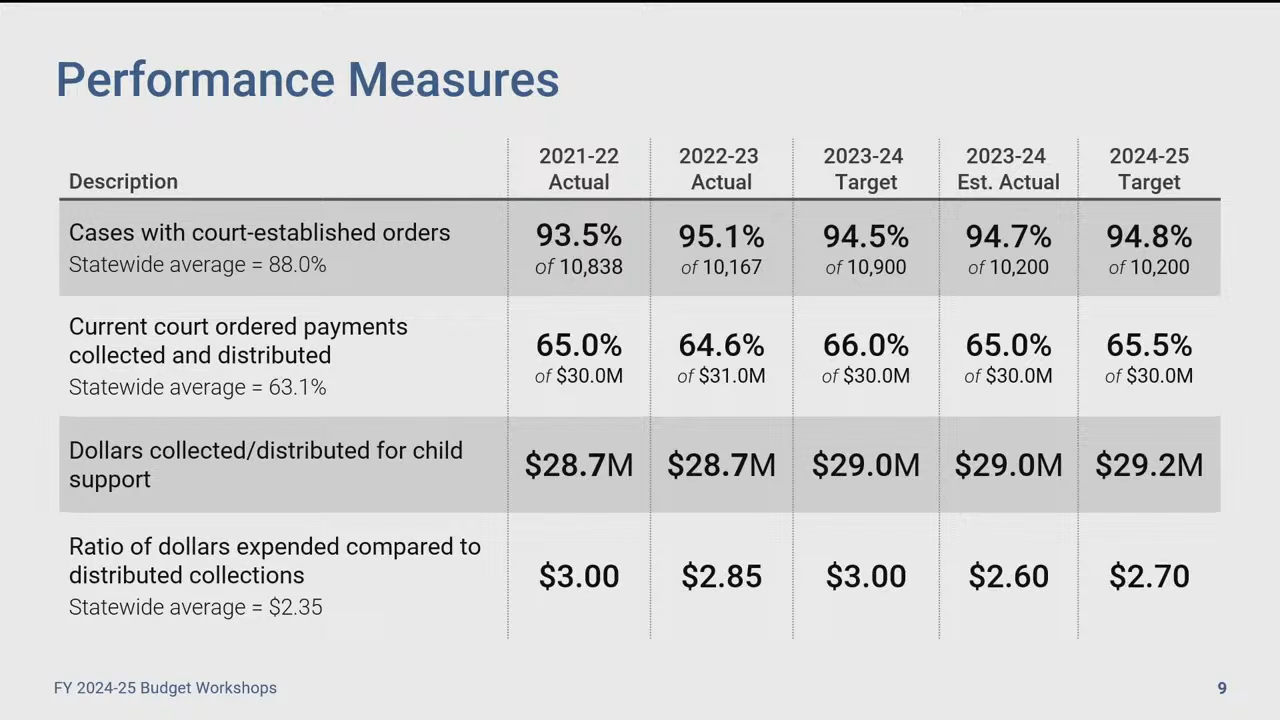 Performance Measures
Description
2021-22
Actual
2022-23
Actual
2023-24
Target
2023-24
Est. Actual
2024-25
Target
Cases with court-established orders
Statewide average = 88.0%
93.5%
of 10,838
95.1%
of 10,167
94.5%
of 10,900
94.7%
of 10,200
94.8%
of 10,200
Current court ordered payments
collected and distributed
Statewide average = 63.1%
65.0%
of $30.0M
64.6%
of $31.0M
66.0%
of $30.0M
65.0%
of $30.0M
65.5%
of $30.0M
Dollars collected/distributed for child
support
$28.7M
$28.7M
$29.0M
$29.0M
$29.2M
Ratio of dollars expended compared to
distributed collections
Statewide average = $2.35
$3.00
$2.85
$3.00
$2.60
$2.70
FY 2024-25 Budget Workshops
9